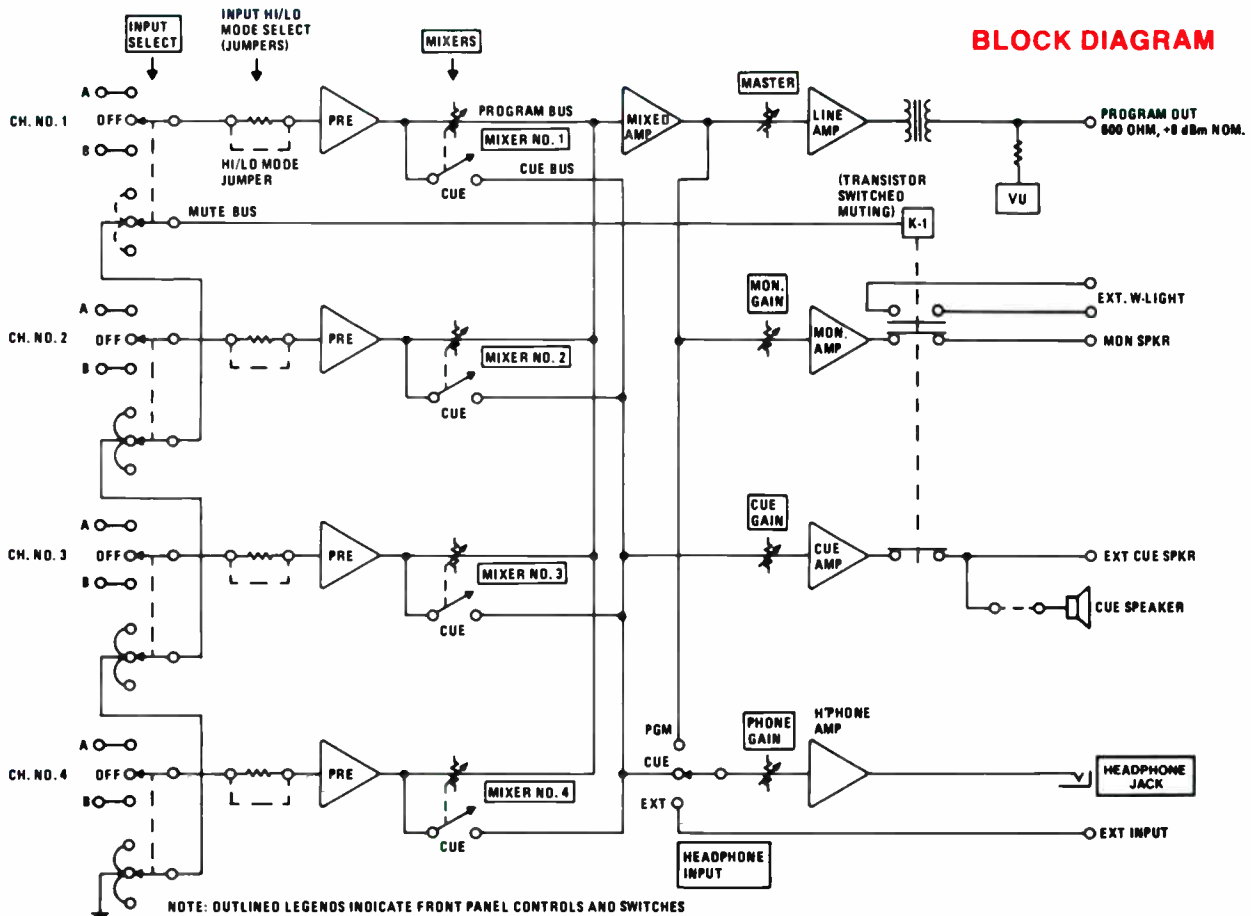 BLOCK DIAGRAM
INPUT
SELECT
INPUT HI/LO
MODE SELECT
(JUMPERS)
MIXERS
A
CH. NO. 1
OFF
B
HI/LO MODE
JUMPER
PRE
PROGRAM BUS
MIXER NO. 1
CUE BUS
CUE
MIXED
AMP
MASTER
LINE
AMP
PROGRAM OUT
600 OHM, +8 dBm NOM.
VU
MUTE BUS
(TRANSISTOR
SWITCHED
MUTING)
K-1
A
CH. NO. 2
OFF
B
PRE
MIXER NO. 2
CUE
MON.
GAIN
MON.
AMP
EXT. W-LIGHT
MON SPKR
A
CH. NO. 3
OFF
B
PRE
MIXER NO. 3
CUE
CUE
GAIN
CUE
AMP
EXT CUE SPKR
CUE SPEAKER
A
CH. NO. 4
OFF
B
PRE
MIXER NO. 4
CUE
PGM
CUE
EXT
HEADPHONE
INPUT
PHONE
GAIN
H'PHONE
AMP
HEADPHONE
JACK
EXT INPUT
NOTE: OUTLINED LEGENDS INDICATE FRONT PANEL CONTROLS AND SWITCHES